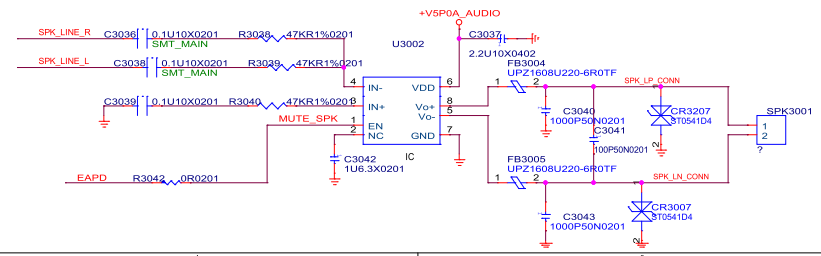 +V5P0A_AUDIO
SPK_LINE_R C3036 0.1U10X0201 R3038 47KR1%0201 C3037
SMT_MAIN U3002 2.2U10X0402
SPK_LINE_L C3038 0.1U10X0201 R3039 47KR1%0201 FB3004
SMT_MAIN UPZ1608U220-6R0TF
4 IN- VDD 6 1 2 SPK_LP_CONN
C3039 0.1U10X0201 R3040 47KR1%0201 3 IN+ Vo+ 8 C3040 CR3207 SPK3001
MUTE_SPK 1 EN Vo- 5 1000P50N0201 ST0541D4 1
2 NC GND 7 C3041 2
100P50N0201 2 ?
C3042 IC FB3005
1U6.3X0201 UPZ1608U220-6R0TF
EAPD R3042 0R0201 1 2 SPK_LN_CONN
C3043 CR3007
1000P50N0201 ST0541D4
2